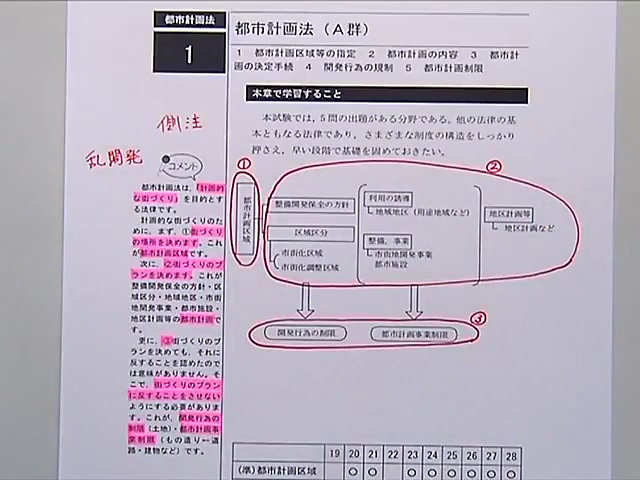 都市計画法
1
都市計画法（A群）
1 都市計画区域等の指定 2 都市計画の内容 3 都市計
画の決定手続 4 開発行為の規制 5 都市計画制限
本章で学習すること
本試験では，5問の出題がある分野である。他の法律の基
本ともなる法律であり，さまざまな制度の構造をしっかり
押さえ，早い段階で基礎を固めておきたい。
側注
乱開発
コメント
都市計画法は，「計画的
な街づくり」を目的とす
る法律です。
計画的な街づくりのた
めに，まず，①街づくり
の場所を決めます。これ
が都市計画区域です。
次に，②街づくりのプ
ランを決めます。これが
整備開発保全の方針・区
域区分・地域地区・市街
地開発事業・都市施設・
地区計画等の都市計画で
す。
更に，③街づくりのプ
ランを決めても，それに
反することを認めたので
は意味がありません。そ
こで，街づくりのプラン
に反することをさせない
ようにする必要がありま
す。これが，開発行為の
制限（土地）・都市計画事
業制限（もの造り―道
路・建物など）です。
①
都市計画区域
②
整備開発保全の方針
区域区分
市街化区域
市街化調整区域
利用の誘導
地域地区（用途地域など）
整備，事業
市街地開発事業
都市施設
地区計画等
地区計画など
③
開発行為の制限
都市計画事業制限
19 20 21 22 23 24 25 26 27 28
(準)都市計画区域 ○ ○ ○ ○ ○ ○ ○ ○